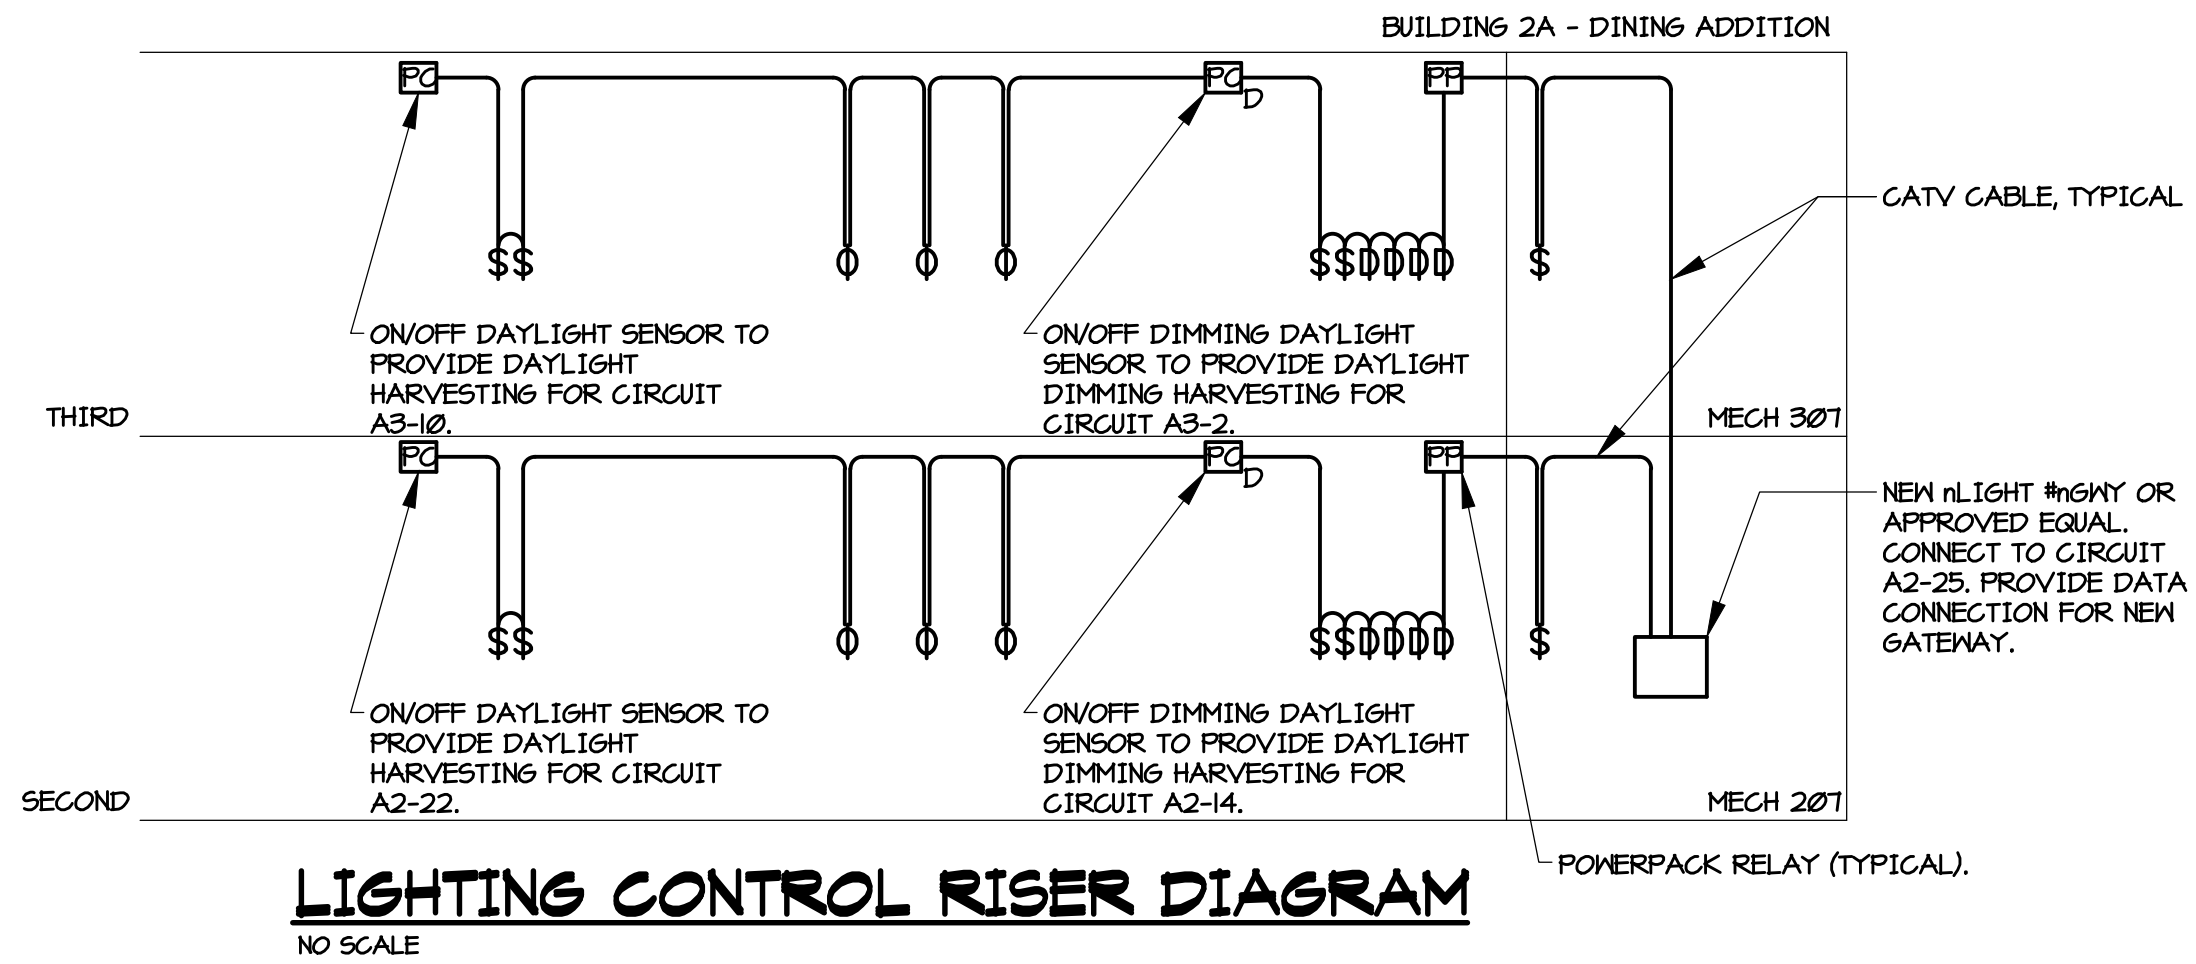 BUILDING 2A - DINING ADDITION
PC
PC
D
PP
CATV CABLE, TYPICAL
$$
O
O
O
$$DDDD
$
ON/OFF DAYLIGHT SENSOR TO
PROVIDE DAYLIGHT
HARVESTING FOR CIRCUIT
A3-10.
ON/OFF DIMMING DAYLIGHT
SENSOR TO PROVIDE DAYLIGHT
DIMMING HARVESTING FOR
CIRCUIT A3-2.
THIRD
MECH 307
PC
PC
D
PP
NEW nLIGHT #nGWY OR
APPROVED EQUAL.
CONNECT TO CIRCUIT
A2-25. PROVIDE DATA
CONNECTION FOR NEW
GATEWAY.
$$
O
O
O
$$DDDD
$
ON/OFF DAYLIGHT SENSOR TO
PROVIDE DAYLIGHT
HARVESTING FOR CIRCUIT
A2-22.
ON/OFF DIMMING DAYLIGHT
SENSOR TO PROVIDE DAYLIGHT
DIMMING HARVESTING FOR
CIRCUIT A2-14.
SECOND
MECH 207
POWERPACK RELAY (TYPICAL).
LIGHTING CONTROL RISER DIAGRAM
NO SCALE